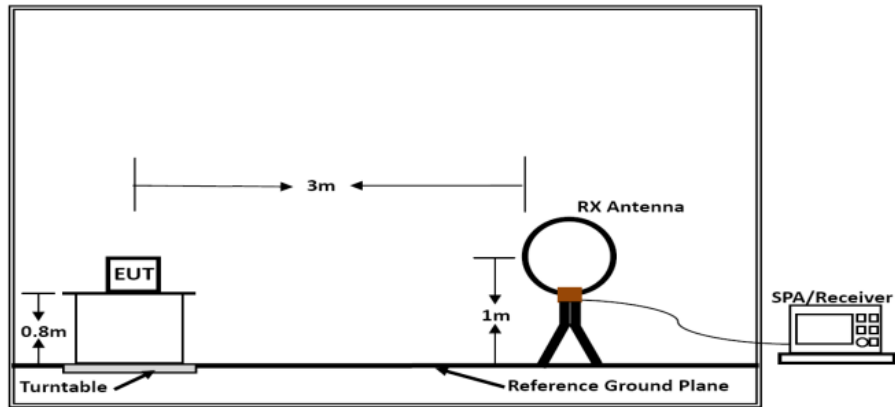 3m
RX Antenna
EUT
SPA/Receiver
0.8m
1m
Turntable
Reference Ground Plane